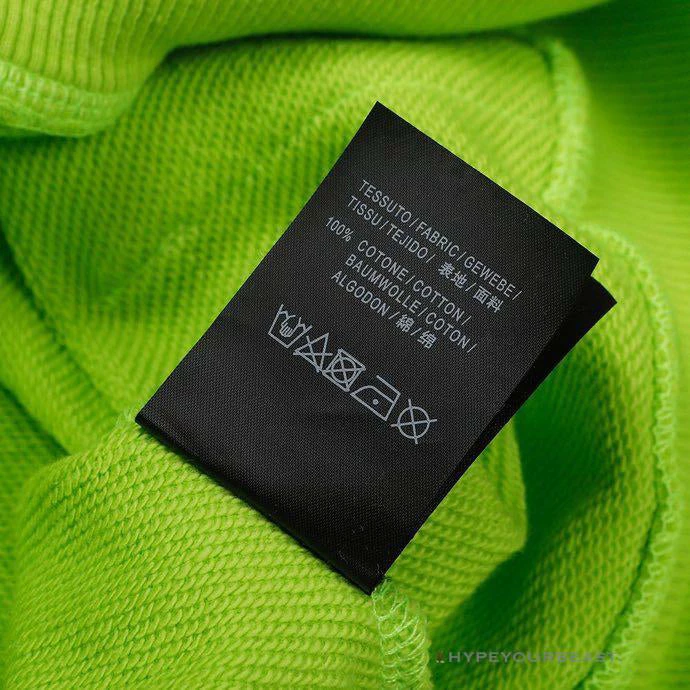 TESSUTO/FABRIC/GEWEBE/
TISSU/TEJIDO/ 表地/面料
100% COTONE/COTTON/
BAUMWOLLE/COTON/
ALGODON/綿/绵
HYPEYOURBEAST